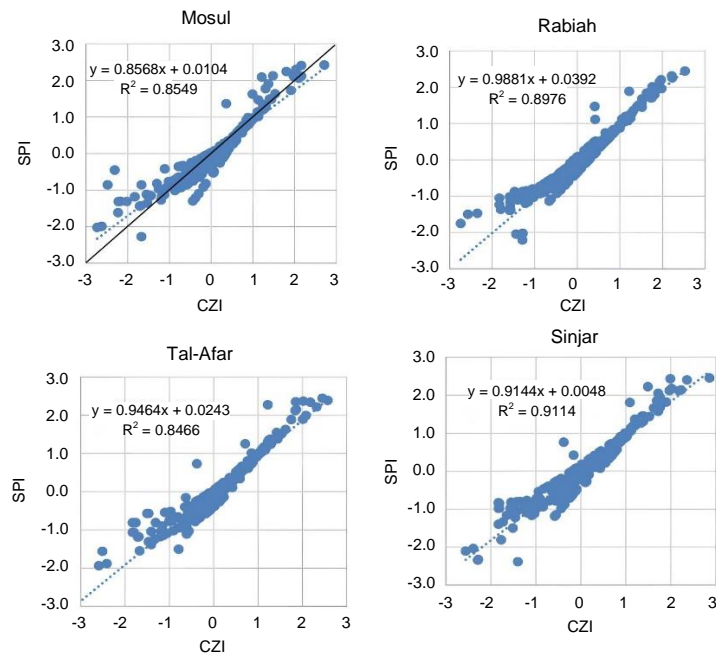 Mosul
3.0
y = 0.8568x + 0.0104
R² = 0.8549
2.0
1.0
SPI
0.0
-1.0
-2.0
-3.0
-3 -2 -1 0 1 2 3
CZI
Rabiah
3.0
y = 0.9881x + 0.0392
R² = 0.8976
2.0
1.0
SPI
0.0
-1.0
-2.0
-3.0
-3 -2 -1 0 1 2 3
CZI
Tal-Afar
3.0
y = 0.9464x + 0.0243
R² = 0.8466
2.0
1.0
SPI
0.0
-1.0
-2.0
-3.0
-3 -2 -1 0 1 2 3
CZI
Sinjar
3.0
y = 0.9144x + 0.0048
R² = 0.9114
2.0
1.0
SPI
0.0
-1.0
-2.0
-3.0
-3 -2 -1 0 1 2 3
CZI